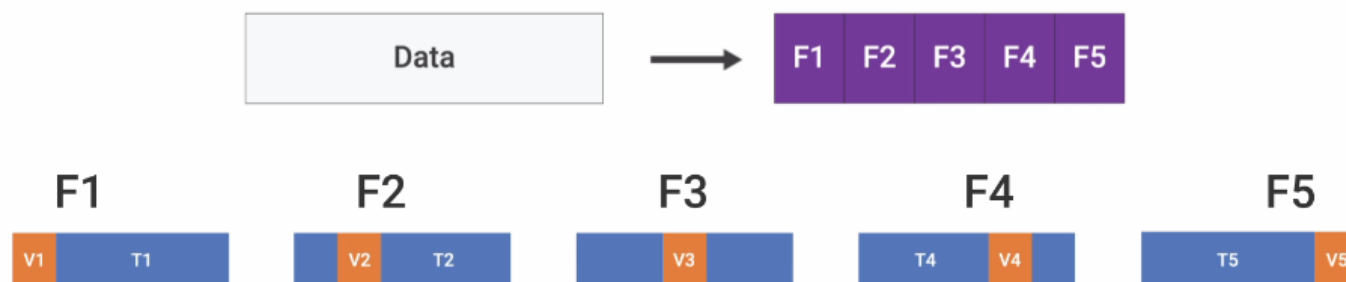 Data F1 F2 F3 F4 F5
F1 F2 F3 F4 F5
V1 T1 V2 T2 V3 T4 V4 T5 V5